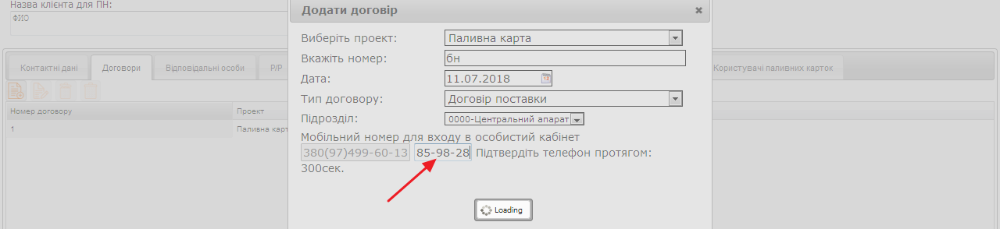 Назва клієнта для ПН:
ФИО
Додати договір
Виберіть проект: Паливна карта
Вкажіть номер: бн
Дата: 11.07.2018
Тип договору: Договір поставки
Підрозділ: 0000-Центральний апарат
Мобільний номер для входу в особистий кабінет
380(97)499-60-13 85-98-28 Підтвердіть телефон протягом:
300сек.
Loading
Контактні дані Договори Відповідальні особи Р/Р Користувачі паливних карток
Номер договору Проект
1 Паливна карт